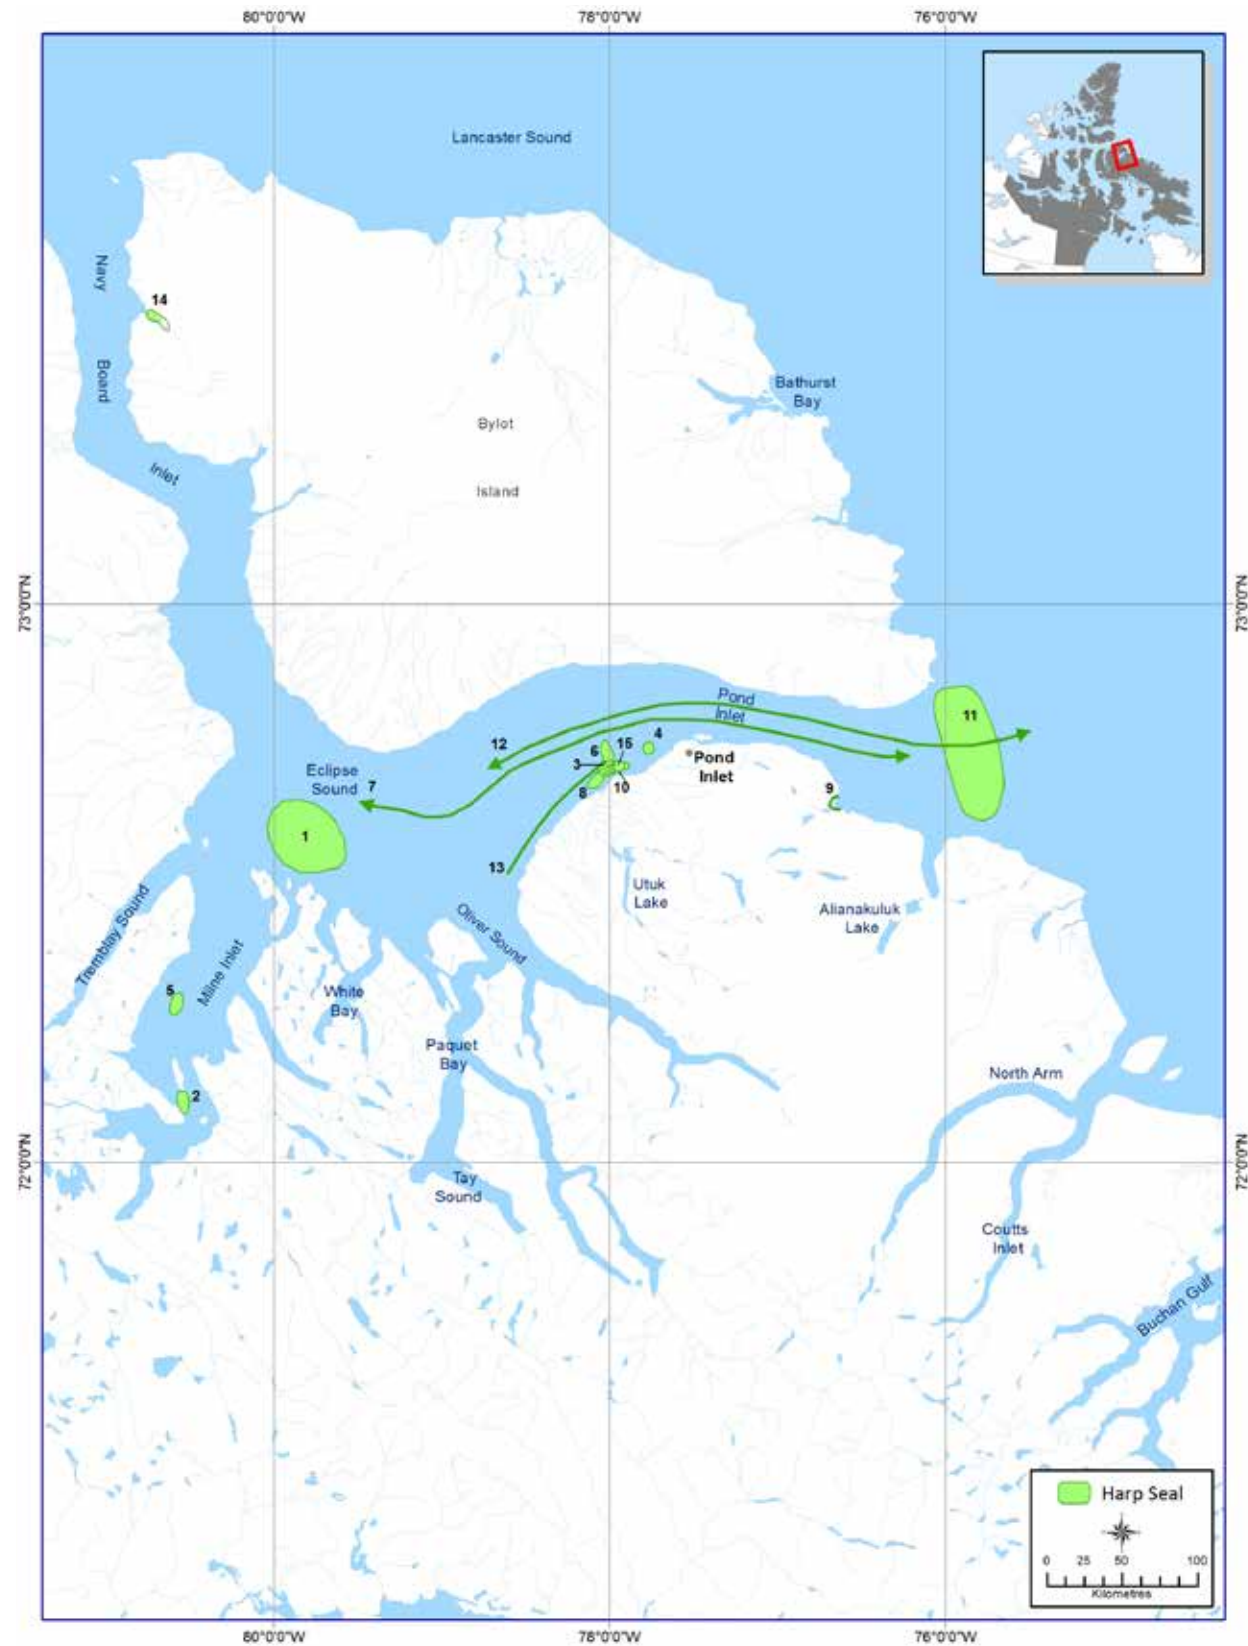 80°0'0"W 78°0'0"W 76°0'0"W
Lancaster Sound
Navy
14
Board
Bathurst
Bay
Bylot
Inlet
Island
73°0'0"N 73°0'0"N
Pond
Inlet
11
12
6
15
4
Pond
Inlet
3
Eclipse
Sound
7
8
10
9
1
13
Utuk
Lake
Alianakuluk
Lake
Oliver Sound
Tremblay Sound
Milne Inlet
5
White
Bay
Paquet
Bay
North Arm
2
72°0'0"N 72°0'0"N
Tay
Sound
Coutts
Inlet
Buchan Gulf
Harp Seal
0 25 50 100
Kilometres
80°0'0"W 78°0'0"W 76°0'0"W